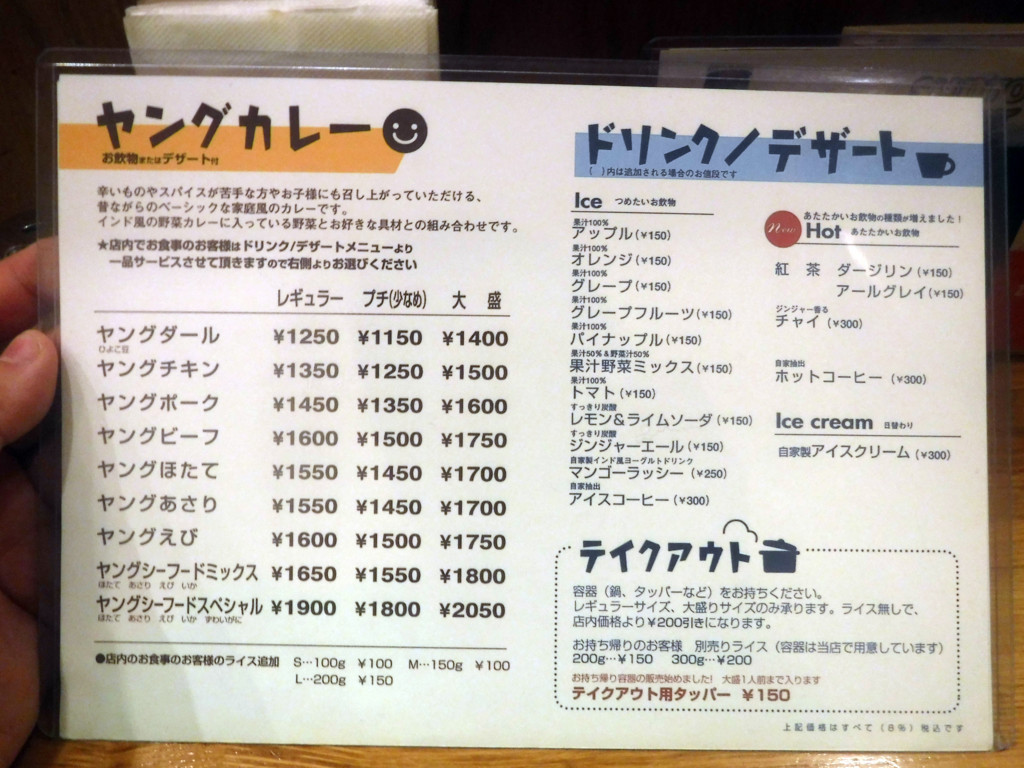 ヤングカレー
お飲物またはデザート付
辛いものやスパイスが苦手な方やお子様にも召し上がっていただける、
昔ながらのベーシックな家庭風のカレーです。
インド風の野菜カレーに入っている野菜とお好きな具材との組み合わせです。
★店内でお食事のお客様はドリンク/デザートメニューより
一品サービスさせて頂きますので右側よりお選びください
レギュラー プチ(少なめ) 大 盛
ヤングダール ¥1250 ¥1150 ¥1400
ひよこ豆
ヤングチキン ¥1350 ¥1250 ¥1500
ヤングポーク ¥1450 ¥1350 ¥1600
ヤングビーフ ¥1600 ¥1500 ¥1750
ヤングほたて ¥1550 ¥1450 ¥1700
ヤングあさり ¥1550 ¥1450 ¥1700
ヤングえび ¥1600 ¥1500 ¥1750
ヤングシーフードミックス ¥1650 ¥1550 ¥1800
ほたて あさり えび いか
ヤングシーフードスペシャル ¥1900 ¥1800 ¥2050
ほたて あさり えび いか ずわいがに
●店内のお食事のお客様のライス追加 S…100g ¥100 M…150g ¥100
L…200g ¥150
ドリンク/デザート
( )内は追加される場合のお値段です
Ice つめたいお飲物
果汁100%
アップル(¥150)
果汁100%
オレンジ(¥150)
果汁100%
グレープ(¥150)
果汁100%
グレープフルーツ(¥150)
果汁100%
パイナップル(¥150)
果汁50%&野菜汁50%
果汁野菜ミックス(¥150)
果汁100%
トマト(¥150)
すっきり炭酸
レモン&ライムソーダ(¥150)
すっきり炭酸
ジンジャーエール(¥150)
自家製インド風ヨーグルトドリンク
マンゴーラッシー(¥250)
自家抽出
アイスコーヒー(¥300)
New
あたたかいお飲物の種類が増えました!
Hot あたたかいお飲物
紅 茶 ダージリン(¥150)
アールグレイ(¥150)
ジンジャー香る
チャイ(¥300)
自家抽出
ホットコーヒー(¥300)
Ice cream 日替わり
自家製アイスクリーム(¥300)
テイクアウト
容器(鍋、タッパーなど)をお持ちください。
レギュラーサイズ、大盛りサイズのみ承ります。ライス無しで、
店内価格より¥200引きになります。
お持ち帰りのお客様 別売りライス(容器は当店で用意しています)
200g…¥150 300g…¥200
お持ち帰り容器の販売始めました! 大盛1人前まで入ります
テイクアウト用タッパー ¥150
上記価格はすべて(8%)税込です